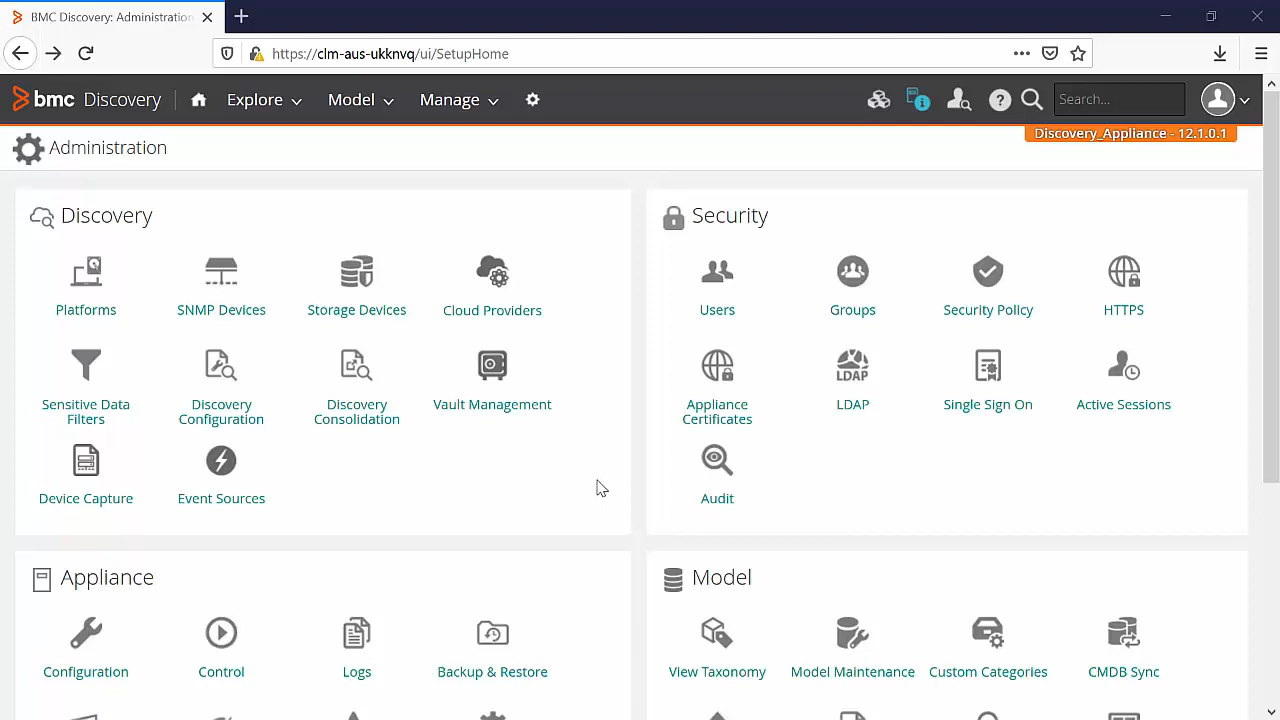 BMC Discovery: Administration
https://clm-aus-ukknvq/ui/SetupHome
bmc Discovery
Explore
Model
Manage
Search...
Discovery_Appliance - 12.1.0.1
Administration
Discovery
Platforms
SNMP Devices
Storage Devices
Cloud Providers
Sensitive Data
Filters
Discovery
Configuration
Discovery
Consolidation
Vault Management
Device Capture
Event Sources
Security
Users
Groups
Security Policy
HTTPS
Appliance
Certificates
LDAP
LDAP
Single Sign On
Active Sessions
Audit
Appliance
Configuration
Control
Logs
Backup & Restore
Model
View Taxonomy
Model Maintenance
Custom Categories
CMDB Sync